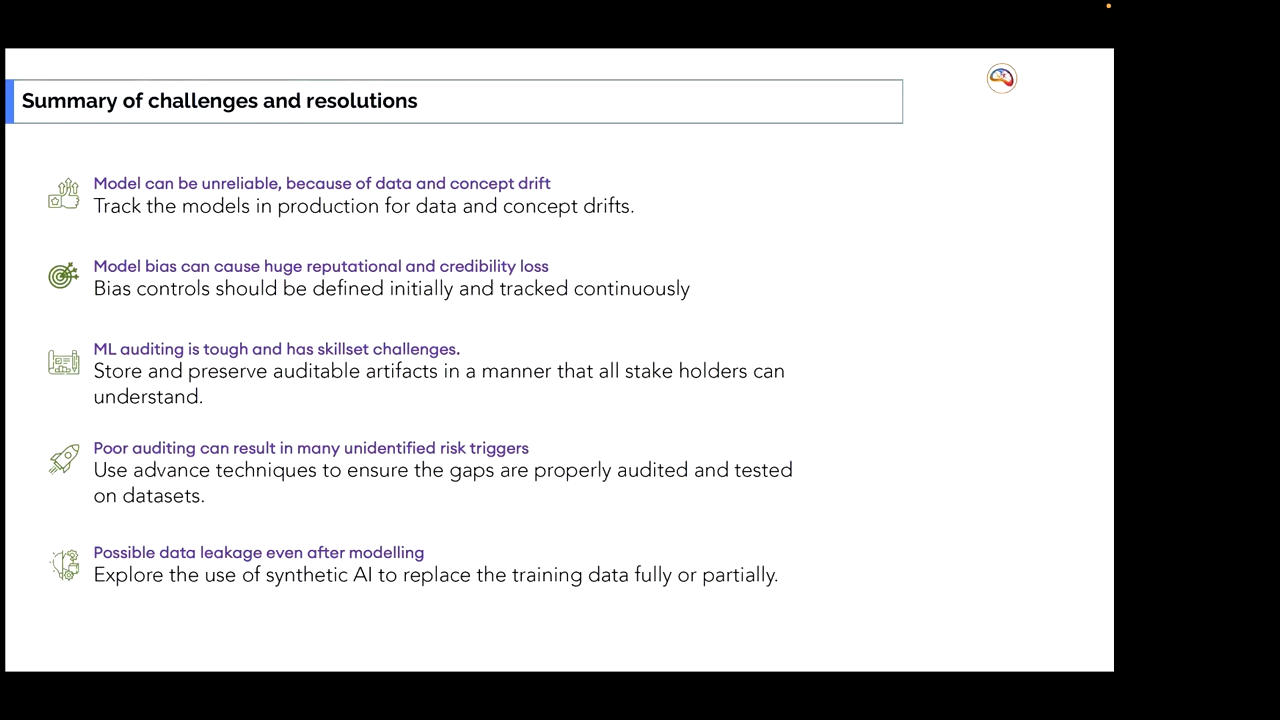 Summary of challenges and resolutions
Model can be unreliable, because of data and concept drift
Track the models in production for data and concept drifts.
Model bias can cause huge reputational and credibility loss
Bias controls should be defined initially and tracked continuously
ML auditing is tough and has skillset challenges.
Store and preserve auditable artifacts in a manner that all stake holders can
understand.
Poor auditing can result in many unidentified risk triggers
Use advance techniques to ensure the gaps are properly audited and tested
on datasets.
Possible data leakage even after modelling
Explore the use of synthetic AI to replace the training data fully or partially.